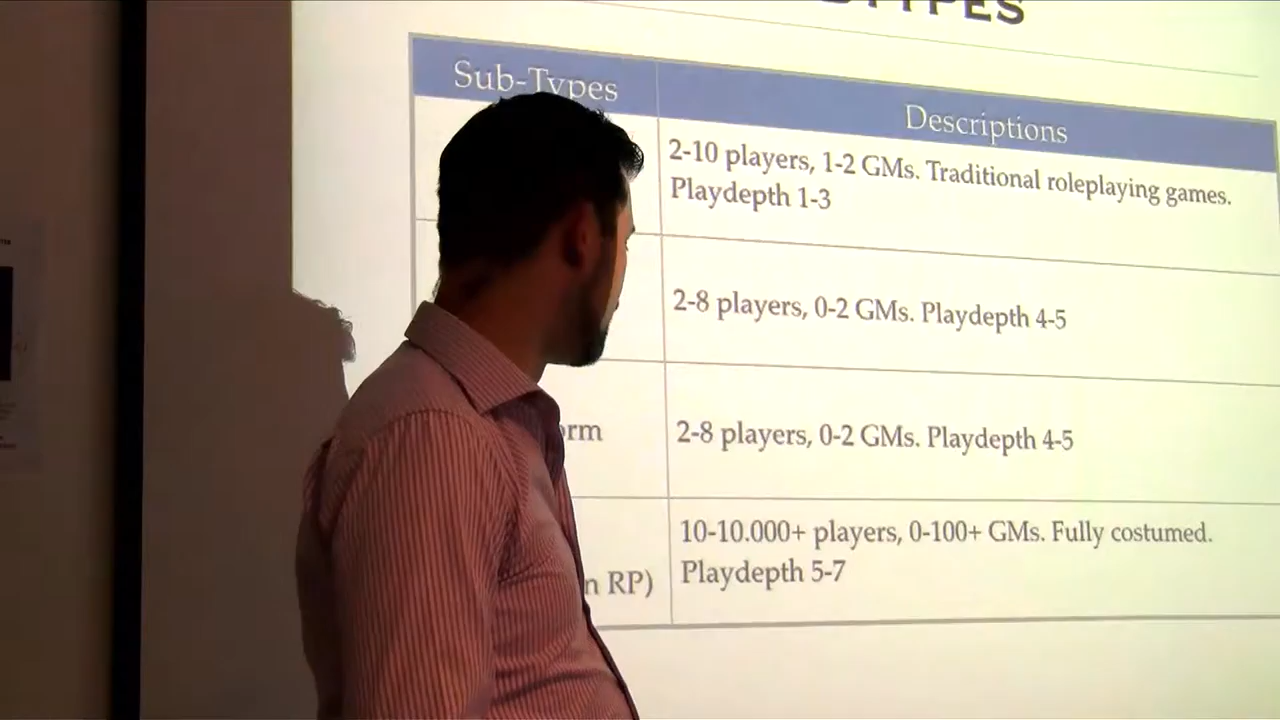 Sub-Types
Descriptions
2-10 players, 1-2 GMs. Traditional roleplaying games.
Playdepth 1-3
2-8 players, 0-2 GMs. Playdepth 4-5
orm
2-8 players, 0-2 GMs. Playdepth 4-5
10-10.000+ players, 0-100+ GMs. Fully costumed.
n RP)
Playdepth 5-7